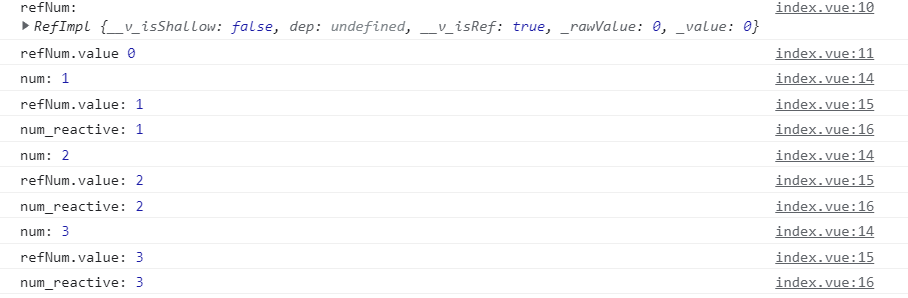 refNum: index.vue:10
▶ RefImpl {__v_isShallow: false, dep: undefined, __v_isRef: true, _rawValue: 0, _value: 0}
refNum.value 0 index.vue:11
num: 1 index.vue:14
refNum.value: 1 index.vue:15
num_reactive: 1 index.vue:16
num: 2 index.vue:14
refNum.value: 2 index.vue:15
num_reactive: 2 index.vue:16
num: 3 index.vue:14
refNum.value: 3 index.vue:15
num_reactive: 3 index.vue:16